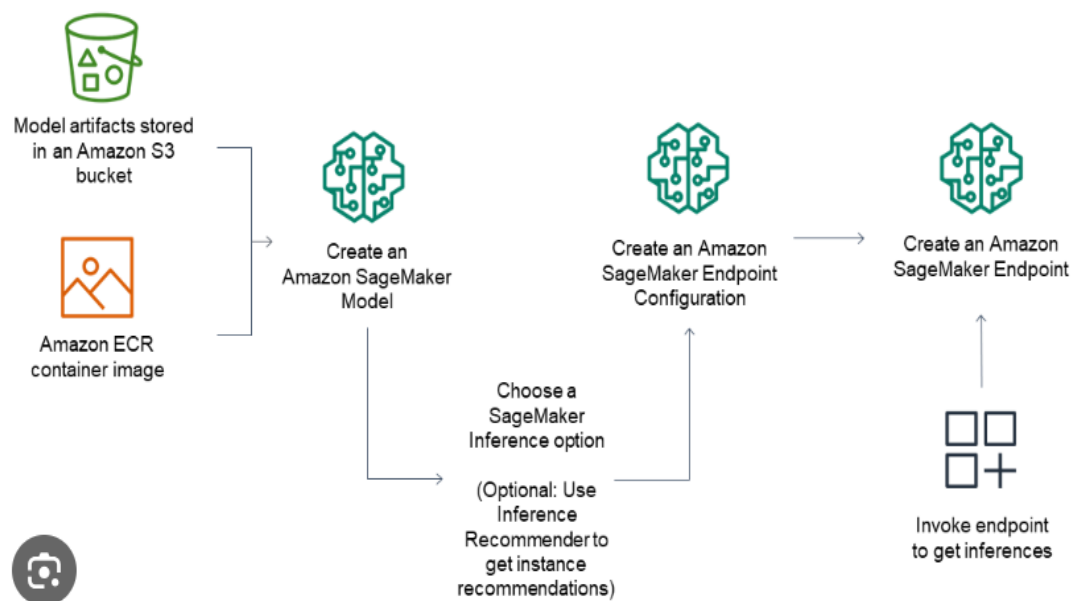 Model artifacts stored
in an Amazon S3
bucket
Amazon ECR
container image
Create an
Amazon SageMaker
Model
Choose a
SageMaker
Inference option
(Optional: Use
Inference
Recommender to
get instance
recommendations)
Create an Amazon
SageMaker Endpoint
Configuration
Create an Amazon
SageMaker Endpoint
Invoke endpoint
to get inferences